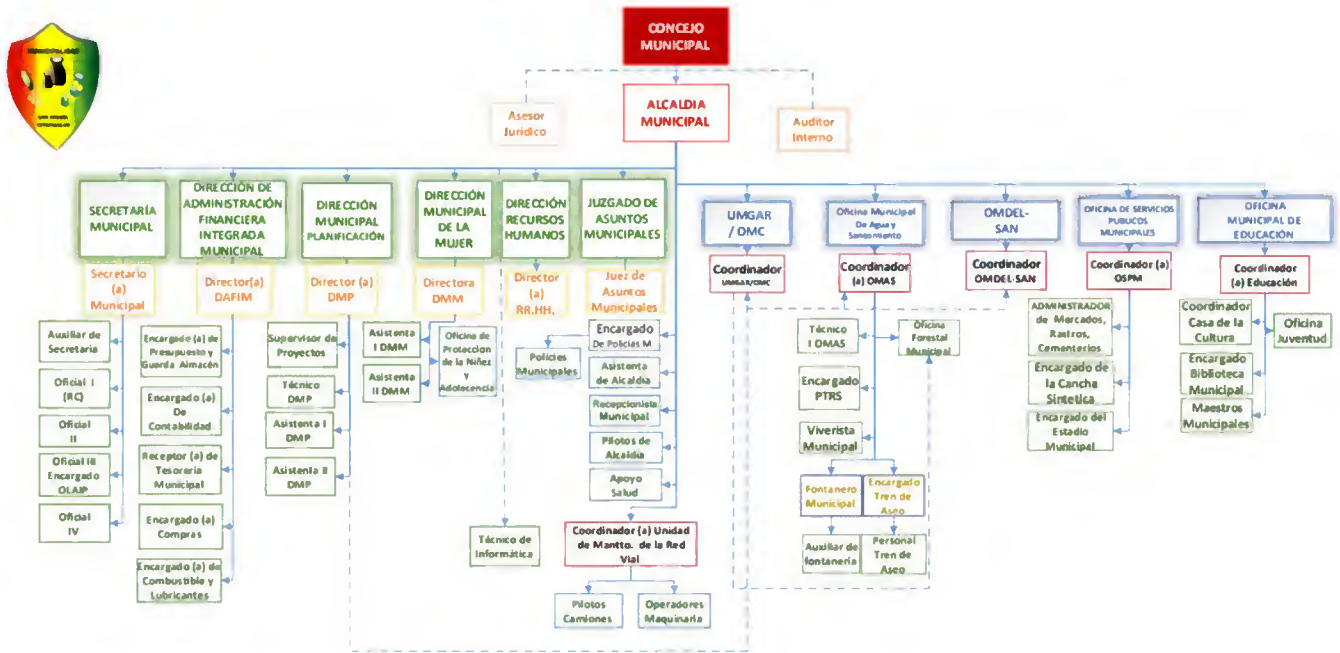 CONCEJO
MUNICIPAL
MUNICIPALIDAD
ALCALDIA
MUNICIPAL
Asesor
Jurídico
Auditor
Interno
SECRETARÍA
MUNICIPAL
DIRECCIÓN DE
ADMINISTRACIÓN
FINANCIERA
INTEGRADA
MUNICIPAL
DIRECCIÓN
MUNICIPAL
PLANIFICACIÓN
DIRECCIÓN
MUNICIPAL
DE LA
MUJER
DIRECCIÓN
RECURSOS
HUMANOS
JUZGADO DE
ASUNTOS
MUNICIPALES
UMGAR
/ OMC
Oficina Municipal
De Agua y
Saneamiento
OMDEL-
SAN
OFICINA DE SERVICIOS
PUBLICOS
MUNICIPALES
OFICINA
MUNICIPAL DE
EDUCACIÓN
Secretario
(a)
Municipal
Director(a)
DAFIM
Director (a)
DMP
Directora
DMM
Director
(a)
RR.HH.
Juez de
Asuntos
Municipales
Coordinador
UMGAR/OMC
Coordinador
(a) OMAS
Coordinador
OMDEL-SAN
Coordinador (a)
OSPM
Coordinador
(a) Educación
Auxiliar de
Secretaria
Oficial I
(RC)
Oficial
II
Oficial III
Encargado
OLAIP
Oficial
IV
Encargado (a) de
Presupuesto y
Guarda Almacén
Encargado (a)
De
Contabilidad
Receptor (a) de
Tesorería
Municipal
Encargado (a)
Compras
Encargado (a) de
Combustible y
Lubricantes
Supervisor de
Proyectos
Técnico
DMP
Asistenta I
DMP
Asistenta II
DMP
Asistenta
I DMM
Asistenta
II DMM
Oficina de
Proteccion
de la Niñez
y
Adolecencia
Técnico de
Informática
Policies
Municipales
Encargado
De Policías M
Asistenta
de Alcaldía
Recepcionista
Municipal
Pilotos de
Alcaldía
Apoyo
Salud
Coordinador (a) Unidad
de Mantto. de la Red
Vial
Pilotos
Camiones
Operadores
Maquinaria
Técnico
I OMAS
Oficina
Forestal
Municipal
Encargado
PTRS
Viverista
Municipal
Fontanero
Municipal
Encargado
Tren de
Aseo
Auxiliar de
fontanería
Personal
Tren de
Aseo
ADMINISTRADOR
de Mercados,
Rastros,
Cementerios
Encargado de
la Cancha
Sintetica
Encargado del
Estadio
Municipal
Coordinador
Casa de la
Cultura
Oficina
Juventud
Encargado
Biblioteca
Municipal
Maestros
Municipales